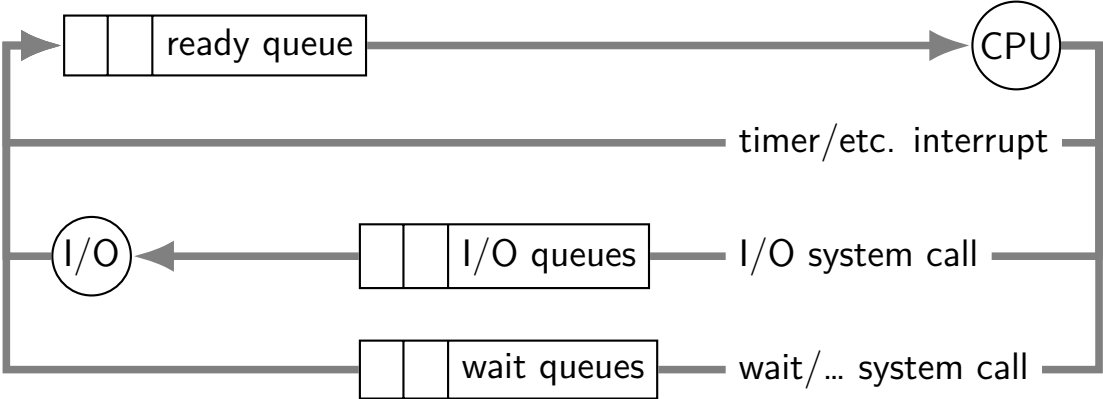 ready queue
CPU
timer/etc. interrupt
I/O
I/O queues
I/O system call
wait queues
wait/... system call